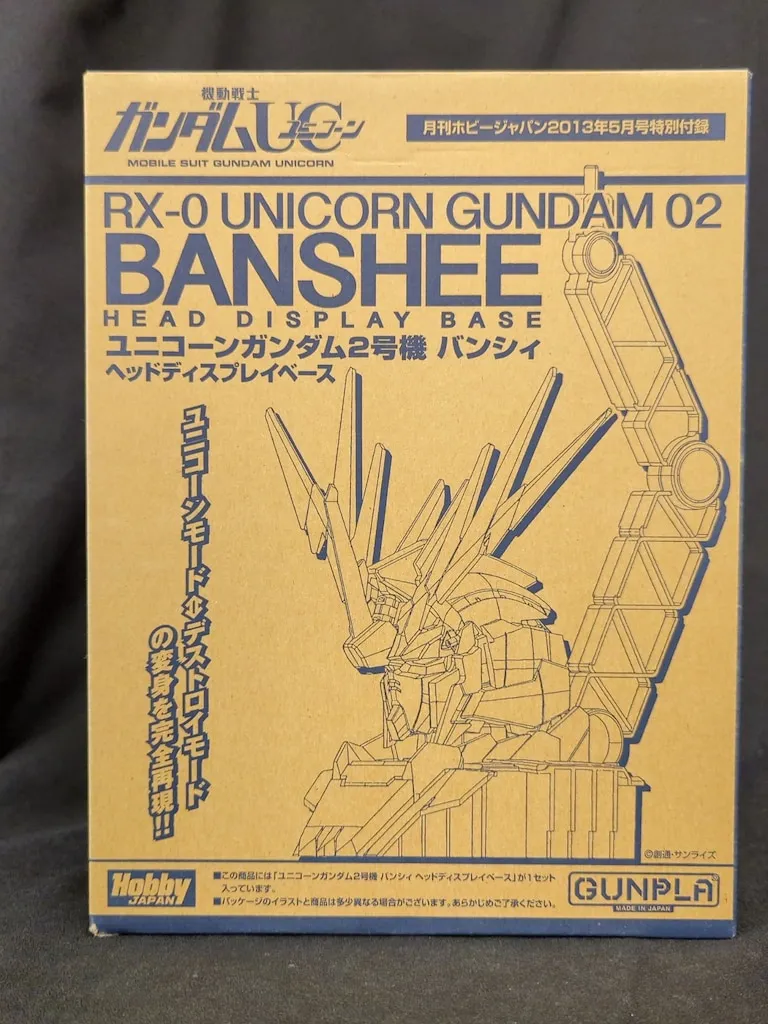 機動戦士
ガンダムUC
ユニコーン
MOBILE SUIT GUNDAM UNICORN
月刊ホビージャパン2013年5月号特別付録
RX-0 UNICORN GUNDAM 02
BANSHEE
HEAD DISPLAY BASE
ユニコーンガンダム2号機 バンシィ
ヘッドディスプレイベース
ユニコーンモード⇔デストロイモード
の変身を完全再現!!
©創通・サンライズ
Hobby
JAPAN
■この商品には「ユニコーンガンダム2号機 バンシィ ヘッドディスプレイベース」が1セット
入っています。
■パッケージのイラストと商品は多少異なる場合がございます。あらかじめご了承ください。
GUNPLA
MADE IN JAPAN